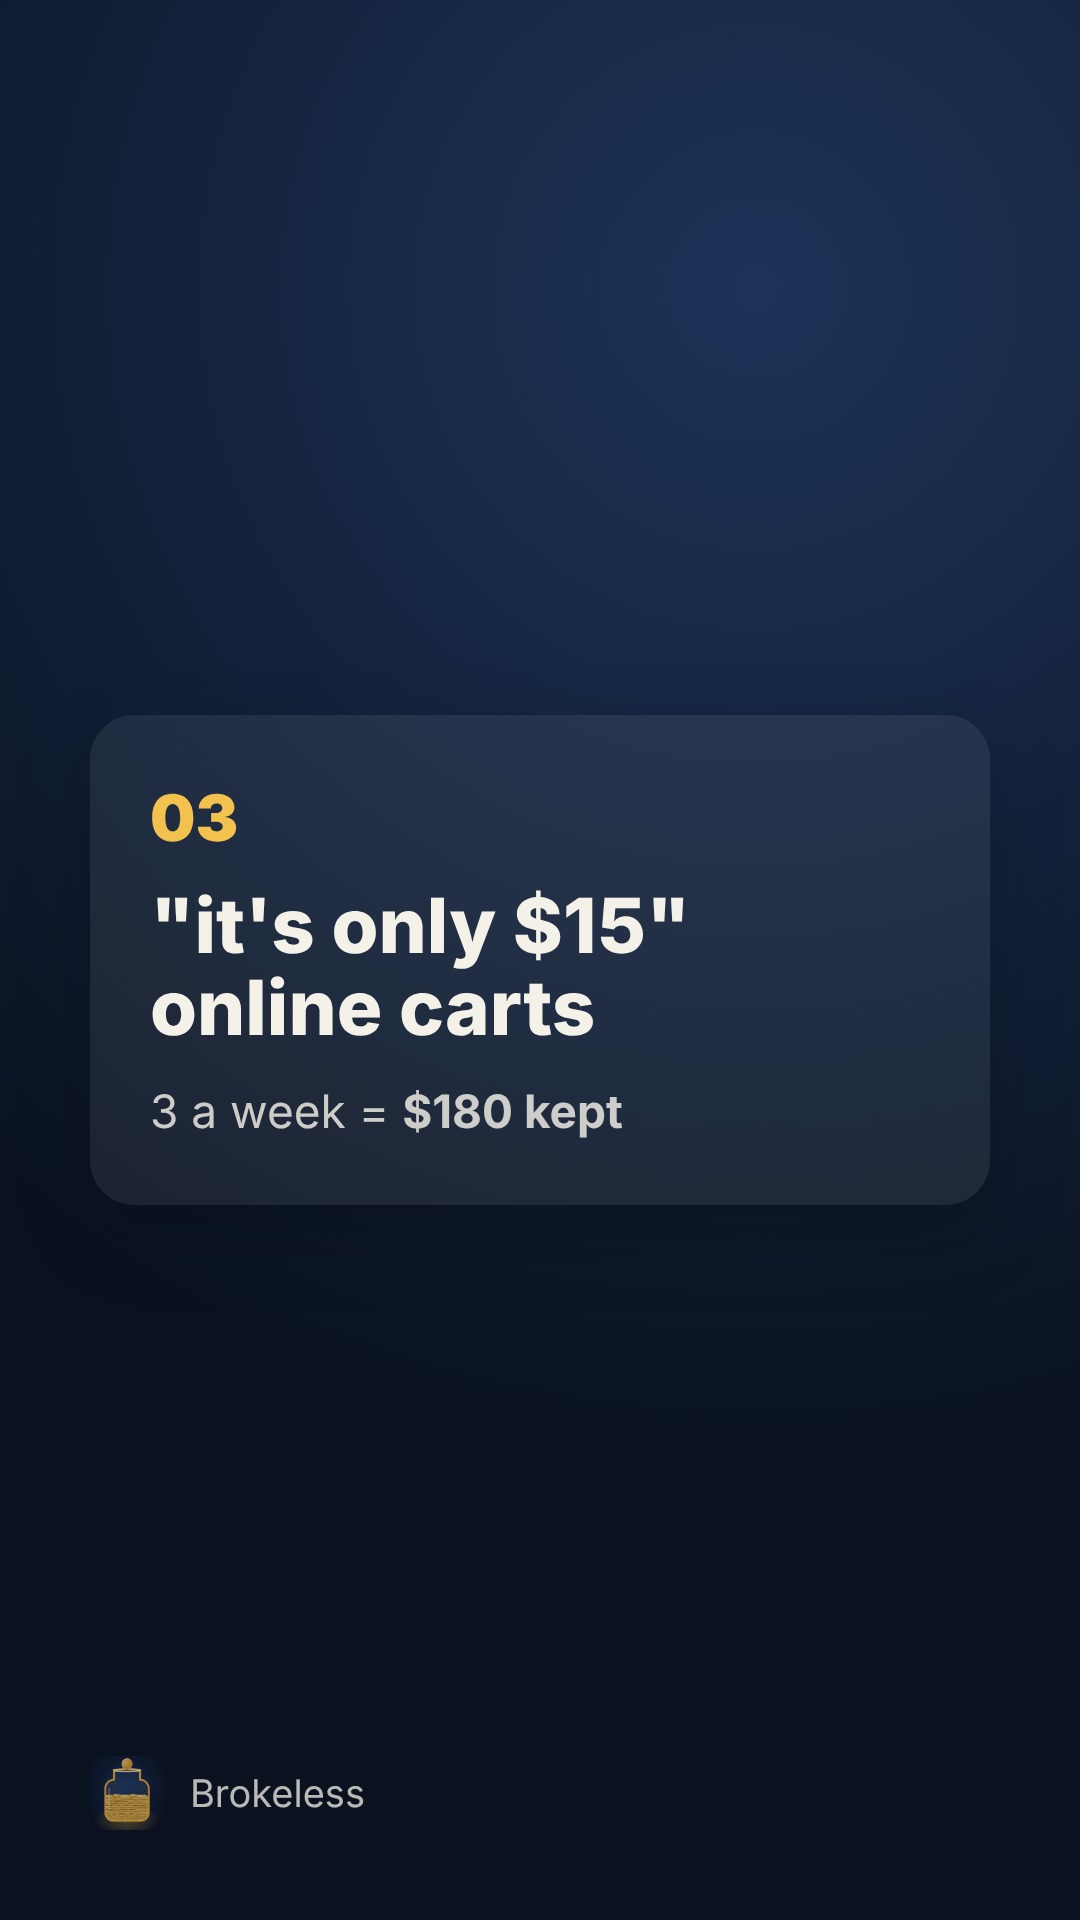 03
"it's only $15"
online carts
3 a week = $180 kept
Brokeless